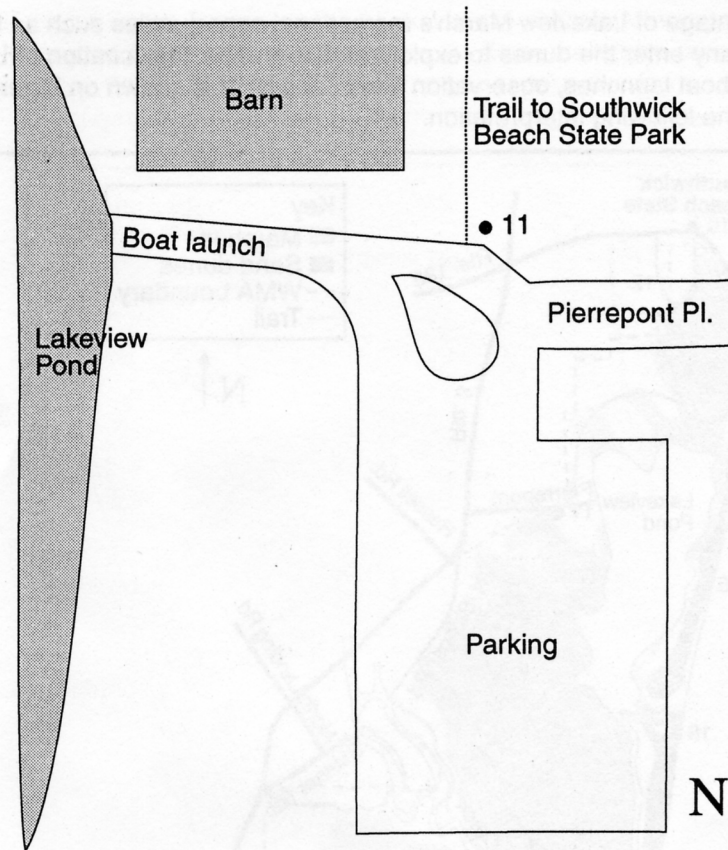 Barn
Trail to Southwick
Beach State Park
11
Boat launch
Pierrepont Pl.
Lakeview
Pond
Parking
N